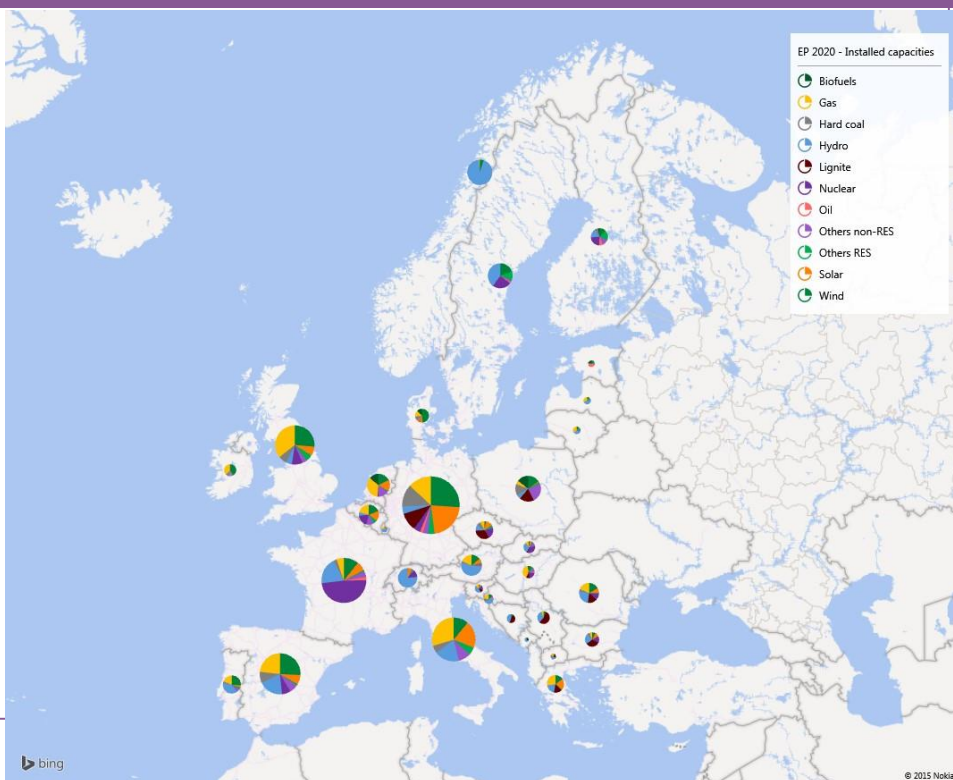 EP 2020 - Installed capacities
Biofuels
Gas
Hard coal
Hydro
Lignite
Nuclear
Oil
Others non-RES
Others RES
Solar
Wind
bing
© 2015 Nokia